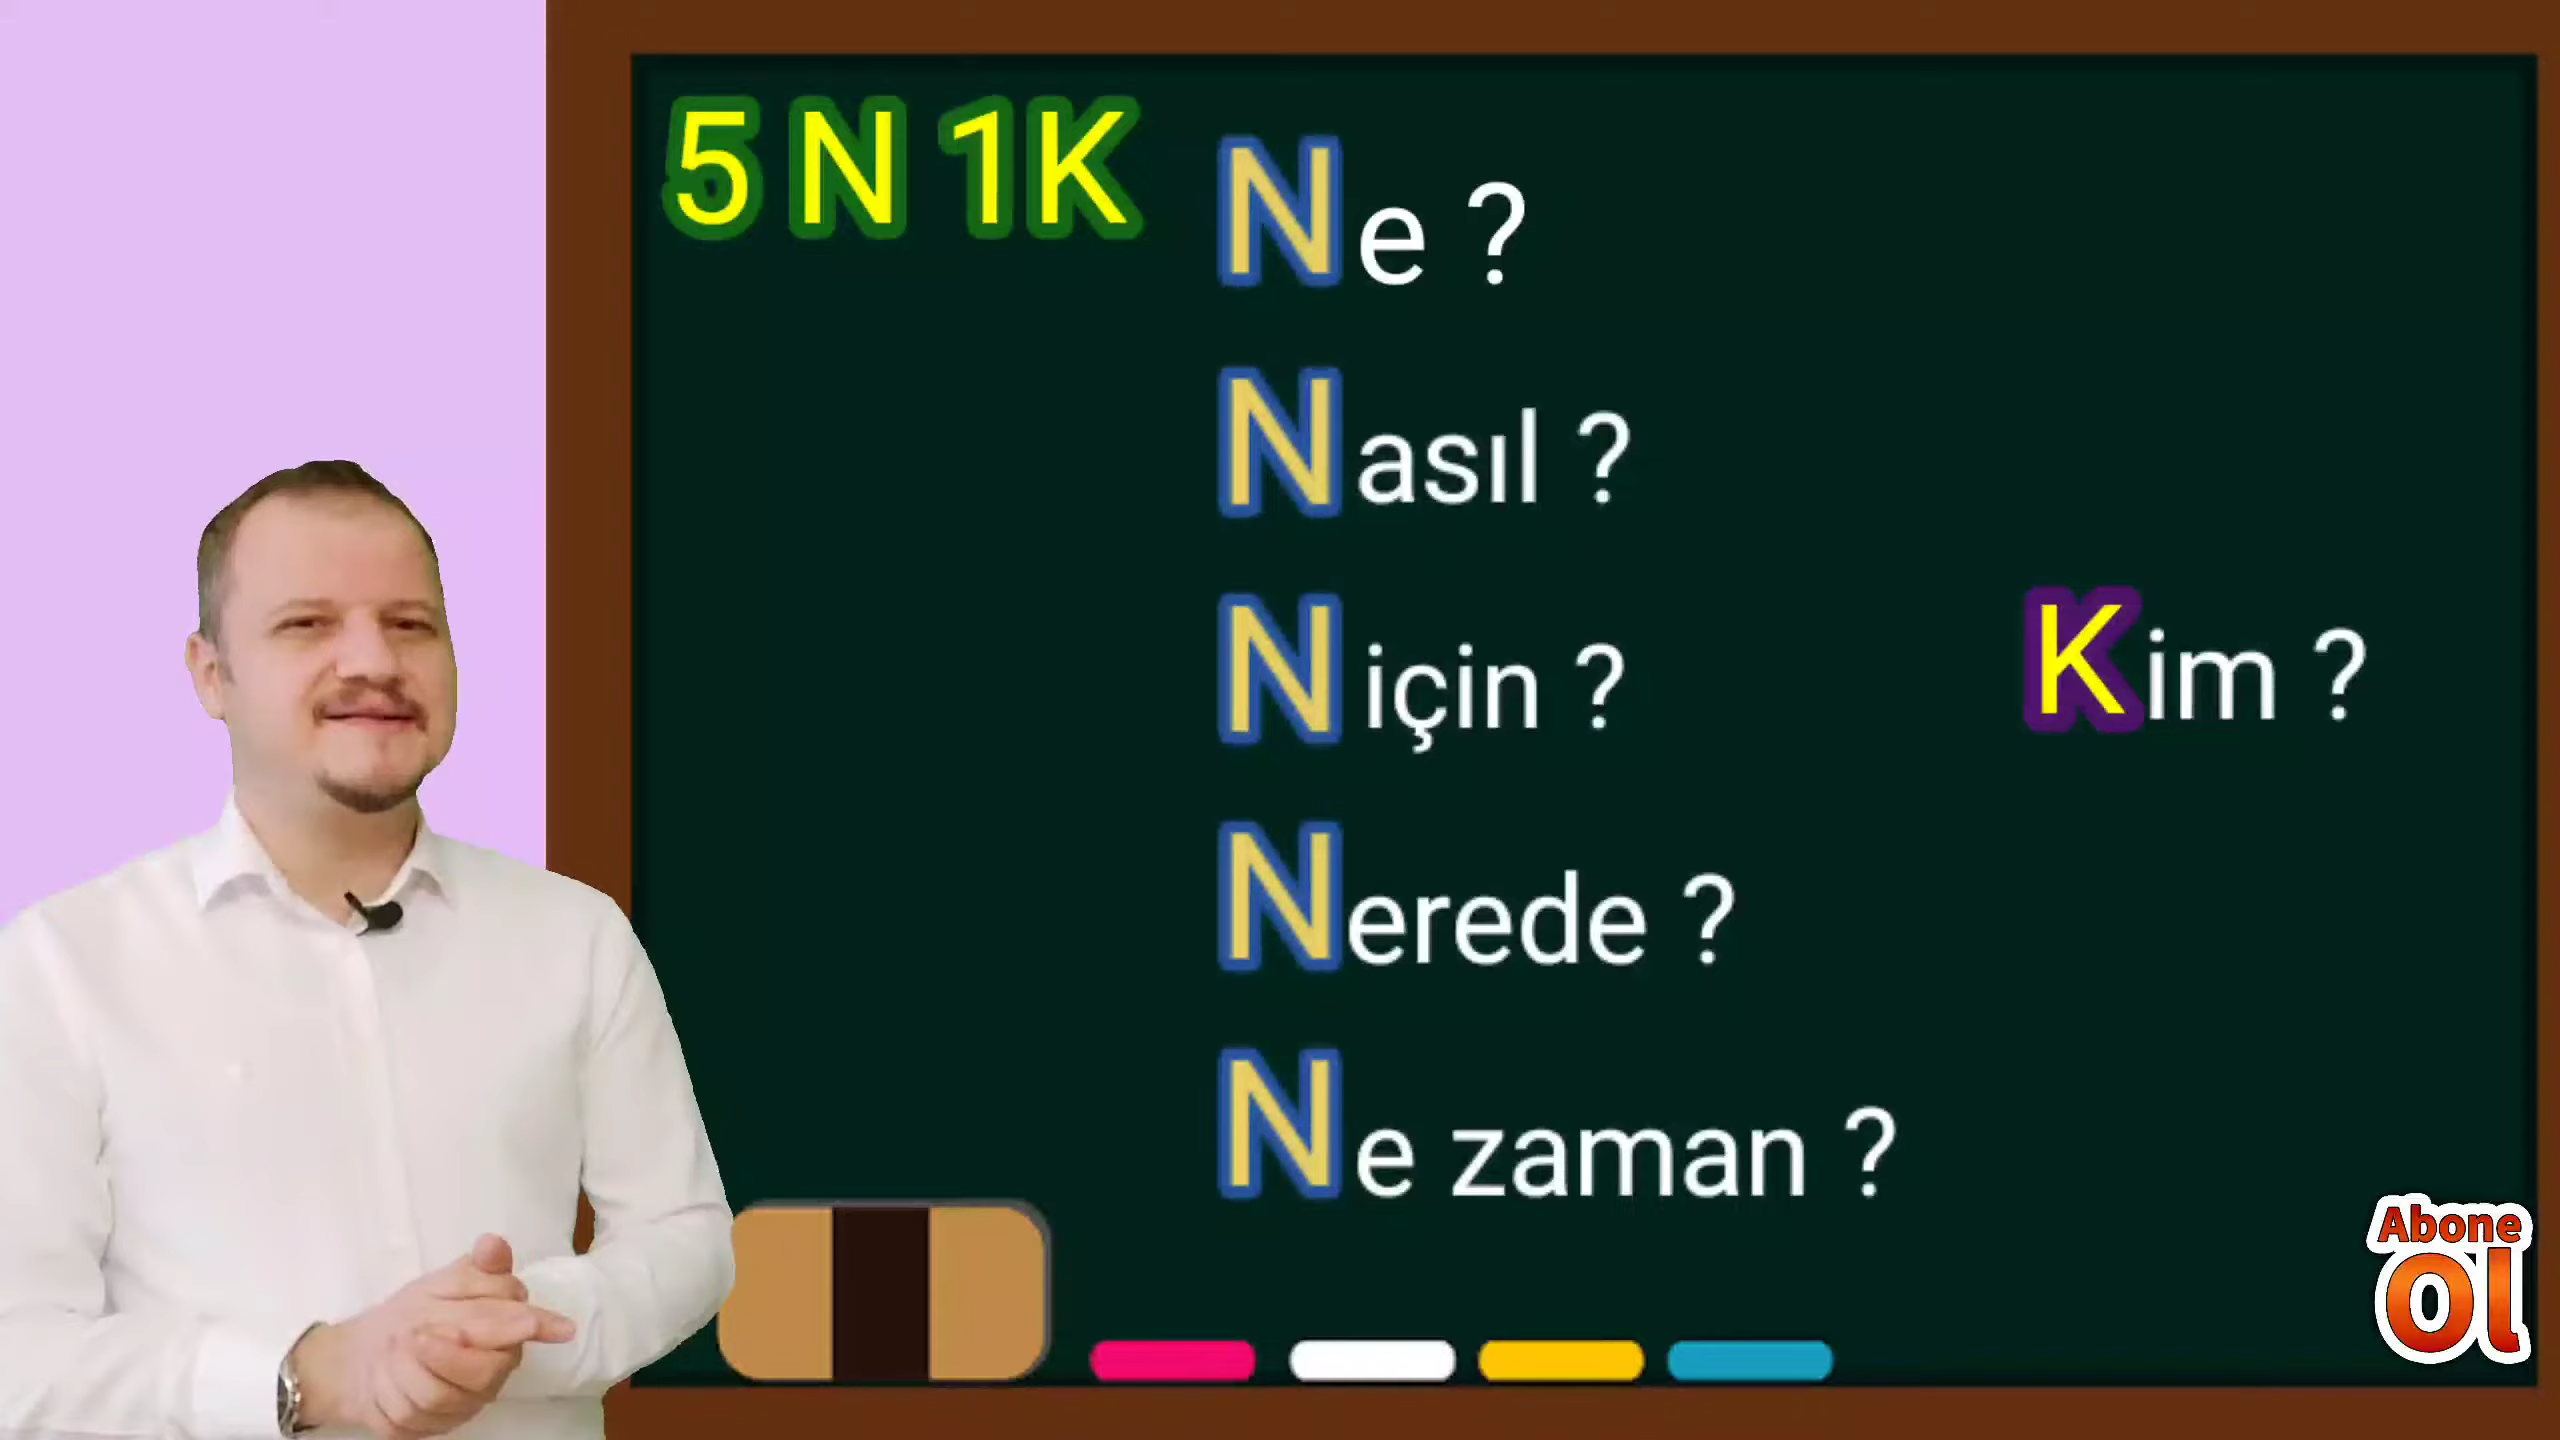 5 N 1K
Ne ?
Nasıl ?
Niçin ?
Kim ?
Nerede ?
Ne zaman ?
Abone
Ol